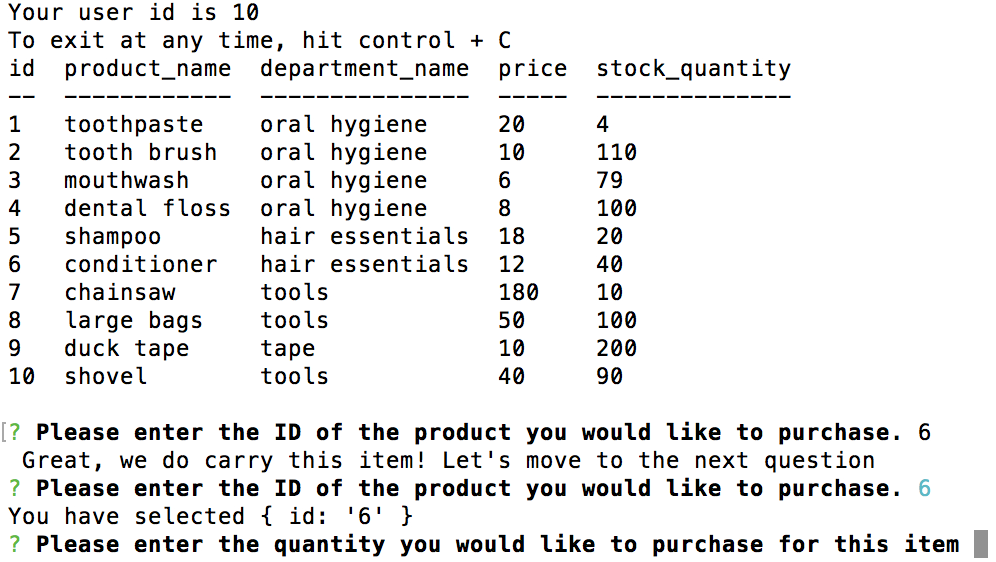 Your user id is 10
To exit at any time, hit control + C
id  product_name  department_name  price  stock_quantity
--  ------------  ---------------  -----  --------------
1   toothpaste    oral hygiene     20     4
2   tooth brush   oral hygiene     10     110
3   mouthwash     oral hygiene     6      79
4   dental floss  oral hygiene     8      100
5   shampoo       hair essentials  18     20
6   conditioner   hair essentials  12     40
7   chainsaw      tools            180    10
8   large bags    tools            50     100
9   duck tape     tape             10     200
10  shovel        tools            40     90
[? Please enter the ID of the product you would like to purchase. 6
 Great, we do carry this item! Let's move to the next question
? Please enter the ID of the product you would like to purchase. 6
You have selected { id: '6' }
? Please enter the quantity you would like to purchase for this item